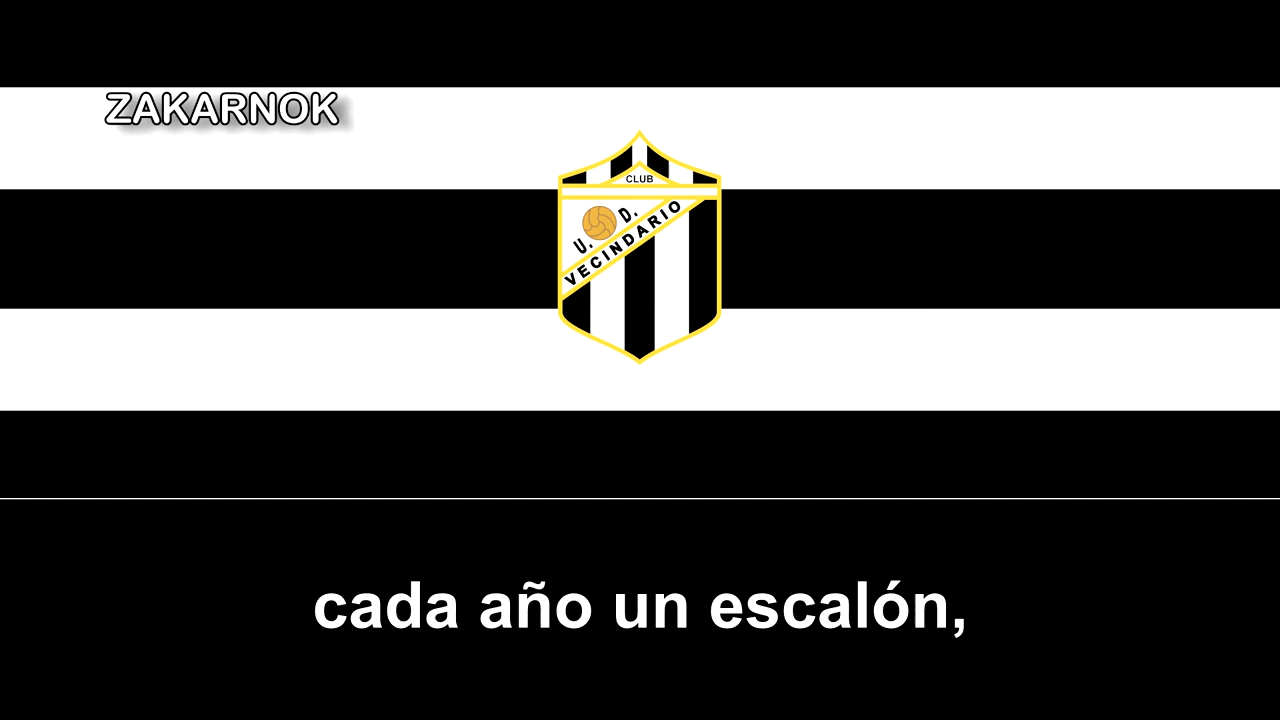 ZAKARNOK
CLUB
U. D.
VECINDARIO
cada año un escalón,